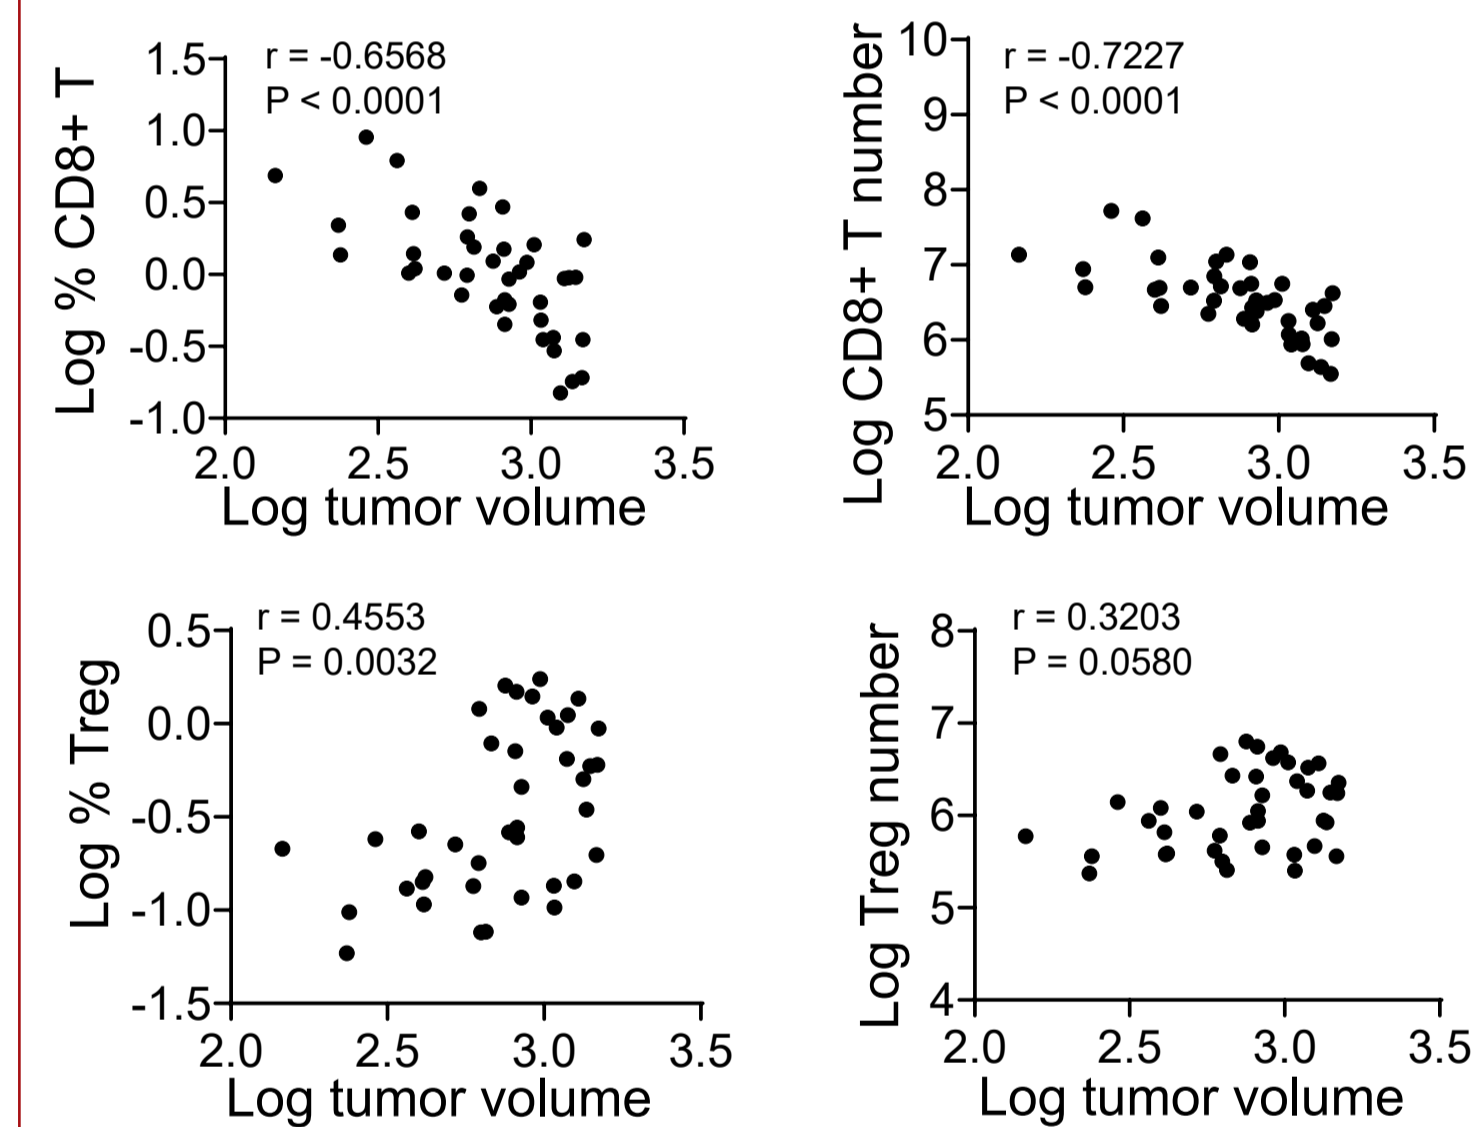 r = -0.6568
P < 0.0001
Log % CD8+ T
1.5
1.0
0.5
0.0
-0.5
-1.0
2.0 2.5 3.0 3.5
Log tumor volume
r = -0.7227
P < 0.0001
Log CD8+ T number
10
9
8
7
6
5
2.0 2.5 3.0 3.5
Log tumor volume
r = 0.4553
P = 0.0032
Log % Treg
0.5
0.0
-0.5
-1.0
-1.5
2.0 2.5 3.0 3.5
Log tumor volume
r = 0.3203
P = 0.0580
Log Treg number
8
7
6
5
4
2.0 2.5 3.0 3.5
Log tumor volume